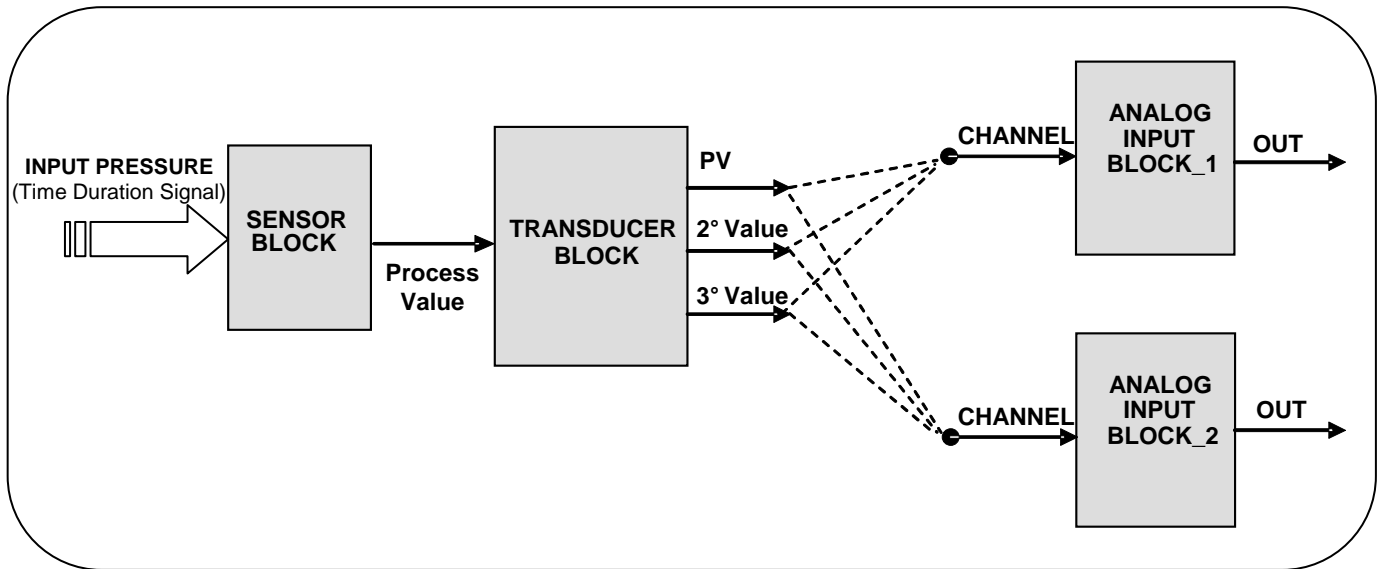 INPUT PRESSURE
(Time Duration Signal)
SENSOR
BLOCK
Process
Value
TRANSDUCER
BLOCK
PV
2° Value
3° Value
CHANNEL
ANALOG
INPUT
BLOCK_1
OUT
CHANNEL
ANALOG
INPUT
BLOCK_2
OUT